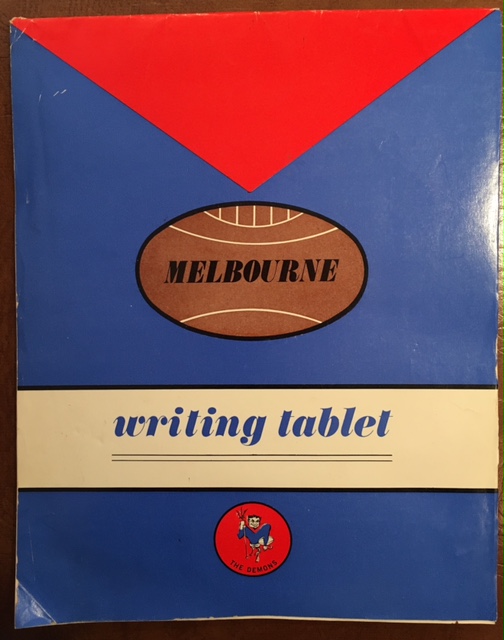 MELBOURNE
writing tablet
THE DEMONS